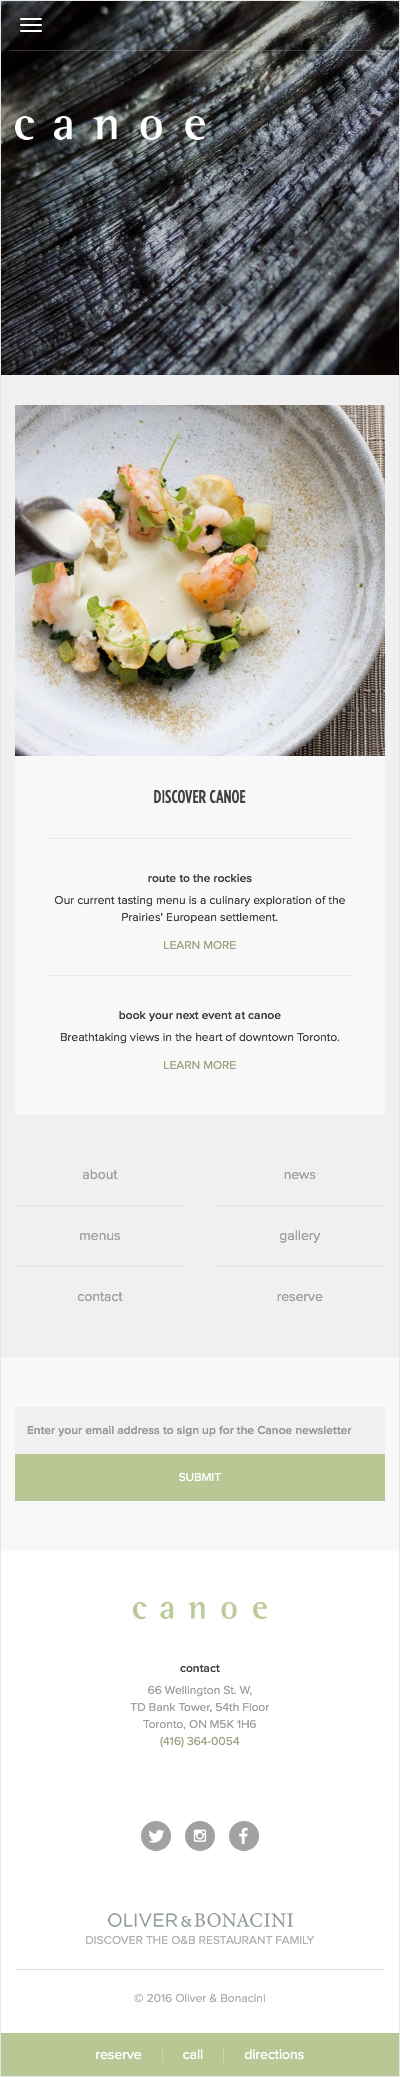 canoe
DISCOVER CANOE
route to the rockies
Our current tasting menu is a culinary exploration of the
Prairies’ European settlement.
LEARN MORE
book your next event at canoe
Breathtaking views in the heart of downtown Toronto.
LEARN MORE
about
news
menus
gallery
contact
reserve
Enter your email address to sign up for the Canoe newsletter
SUBMIT
canoe
contact
66 Wellington St. W,
TD Bank Tower, 54th Floor
Toronto, ON M5K 1H6
(416) 364-0054
OLIVER & BONACINI
DISCOVER THE O&B RESTAURANT FAMILY
© 2016 Oliver & Bonacini
reserve | call | directions